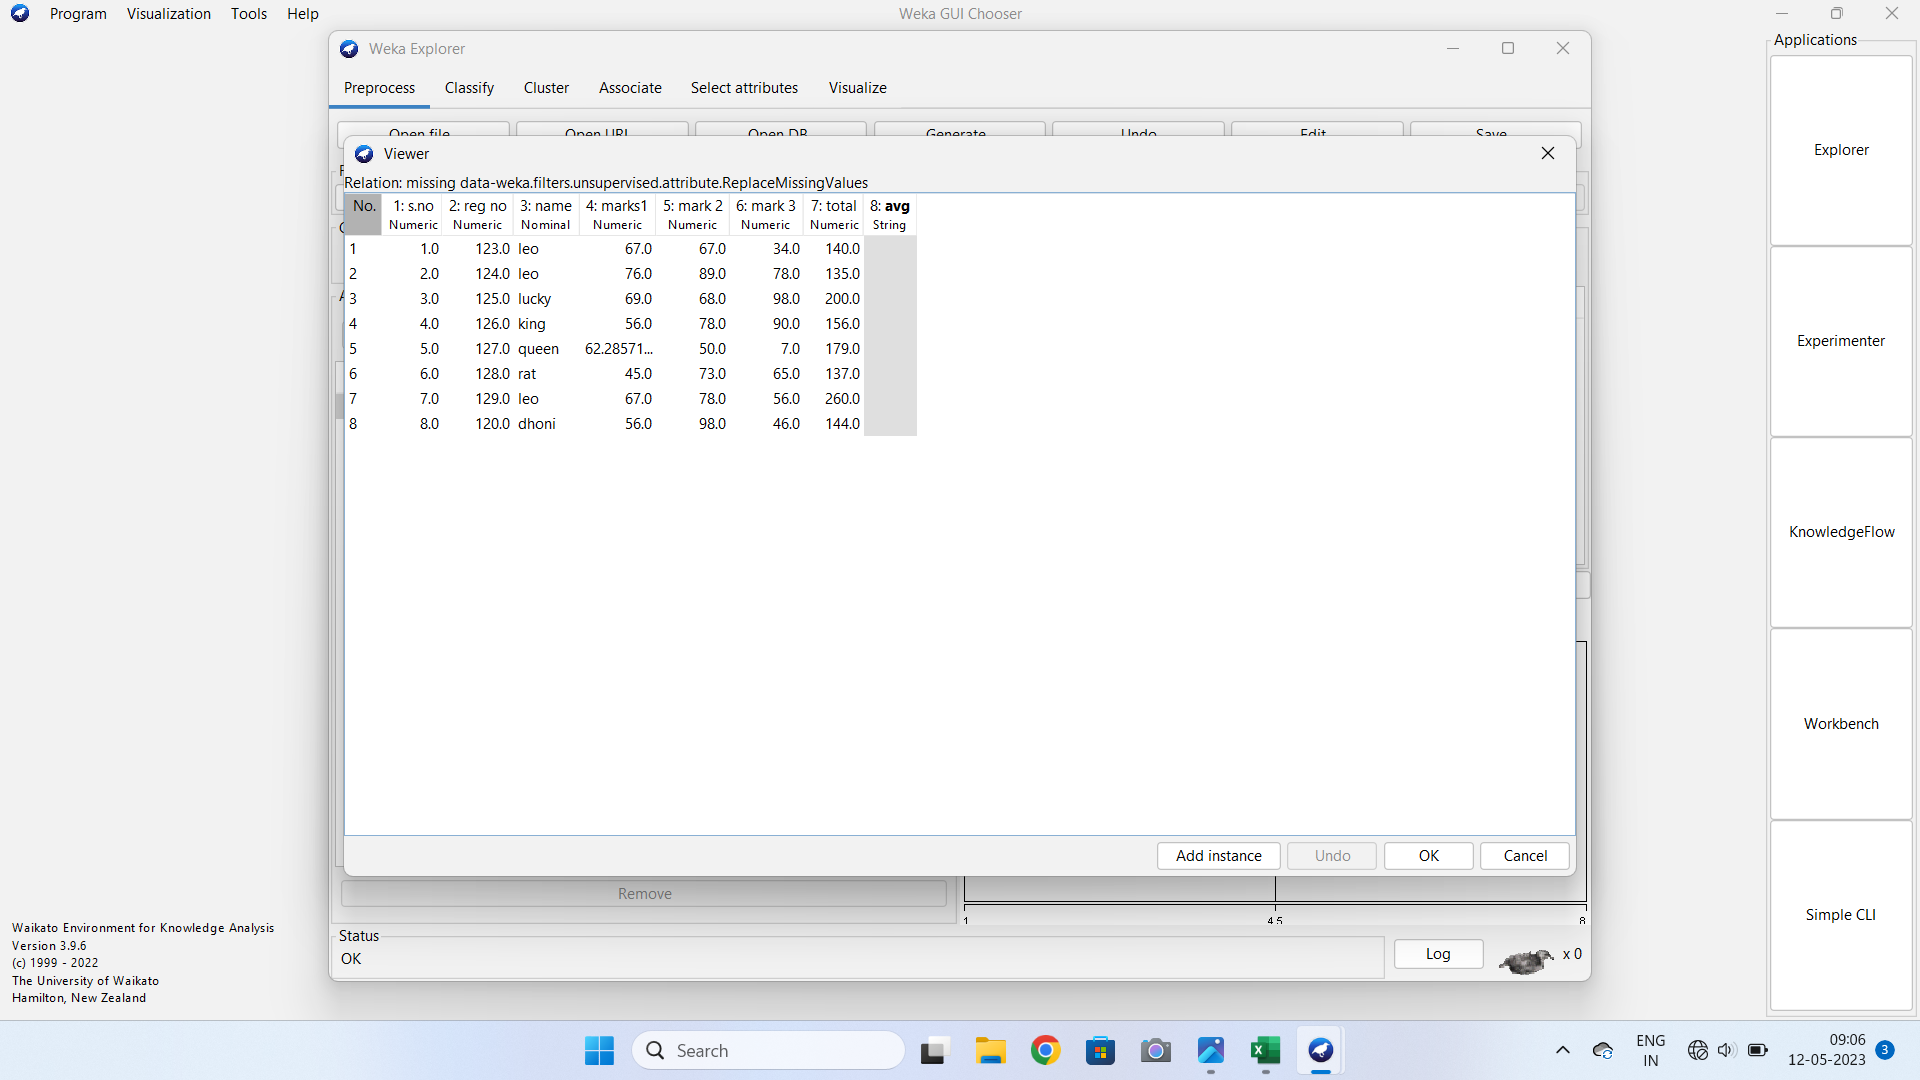 Program Visualization Tools Help Weka GUI Chooser
Applications
Weka Explorer
Preprocess Classify Cluster Associate Select attributes Visualize
Open file Open URL Open DB Generate Undo Edit Save
Viewer
Relation: missing data-weka.filters.unsupervised.attribute.ReplaceMissingValues
No. 1: s.no 2: reg no 3: name 4: marks1 5: mark 2 6: mark 3 7: total 8: avg
Numeric Numeric Nominal Numeric Numeric Numeric Numeric String
1 1.0 123.0 leo 67.0 67.0 34.0 140.0
2 2.0 124.0 leo 76.0 89.0 78.0 135.0
3 3.0 125.0 lucky 69.0 68.0 98.0 200.0
4 4.0 126.0 king 56.0 78.0 90.0 156.0
5 5.0 127.0 queen 62.28571... 50.0 7.0 179.0
6 6.0 128.0 rat 45.0 73.0 65.0 137.0
7 7.0 129.0 leo 67.0 78.0 56.0 260.0
8 8.0 120.0 dhoni 56.0 98.0 46.0 144.0
Add instance Undo OK Cancel
Remove
1 4.5 8
Status
OK
Log x 0
Explorer
Experimenter
KnowledgeFlow
Workbench
Simple CLI
Waikato Environment for Knowledge Analysis
Version 3.9.6
(c) 1999 - 2022
The University of Waikato
Hamilton, New Zealand
Search
ENG
IN
09:06
12-05-2023
3